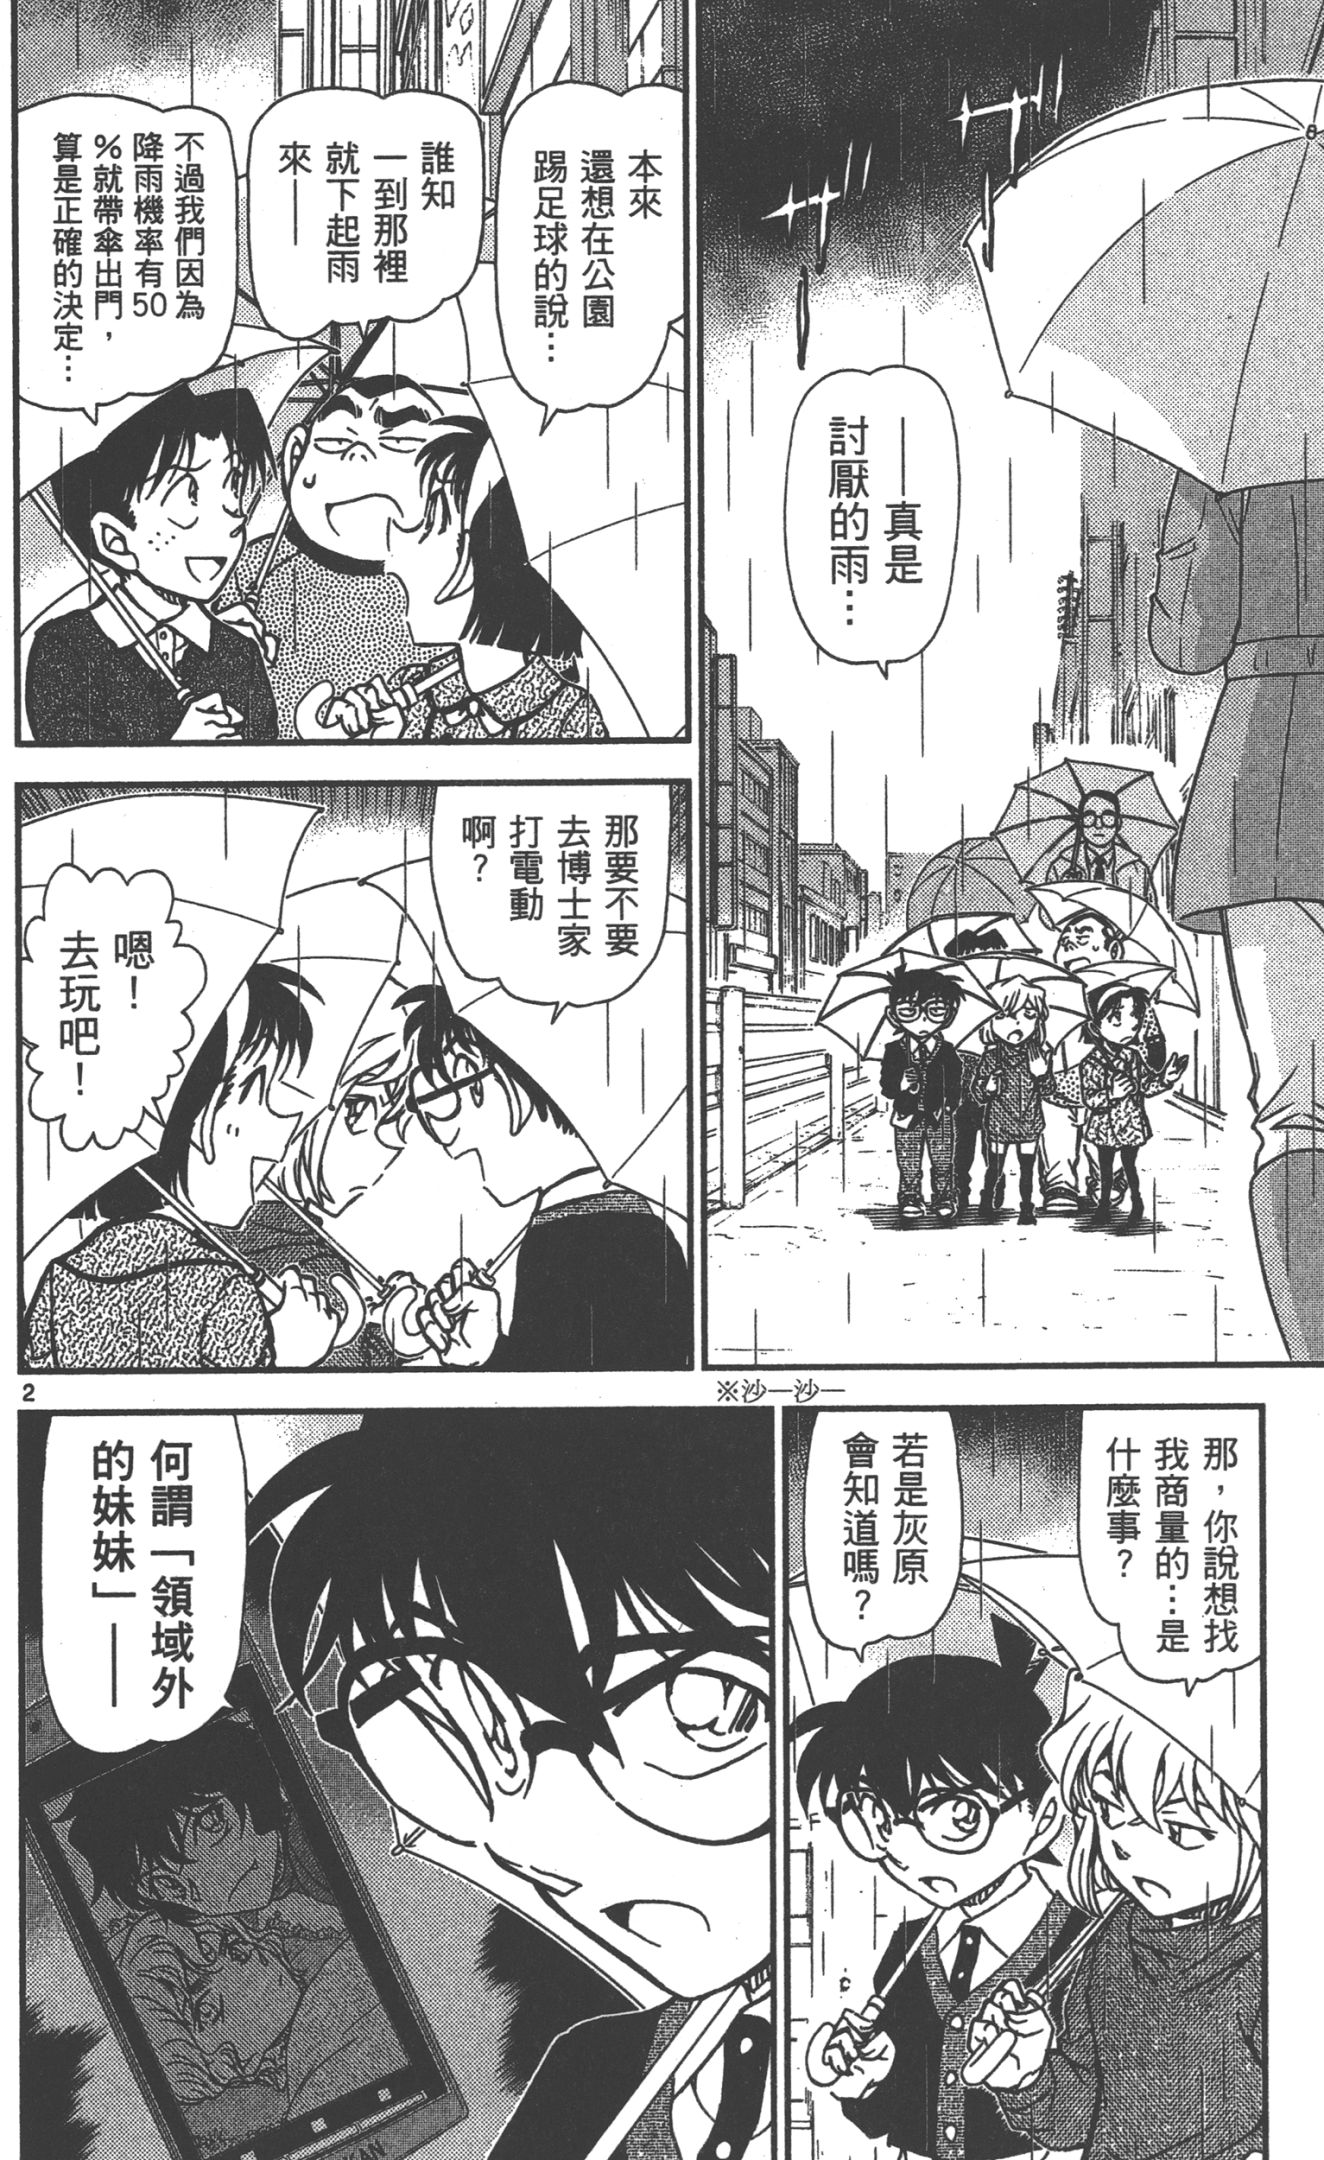 ザ
ザ
—真是
討厭的雨…
本來
還想在公園
踢足球的說…
誰知
一到那裡
就下起雨
來—
不過我們因為
降雨機率有50
%就帶傘出門，
算是正確的決定…
那要不要
去博士家
打電動
啊？
嗯！
去玩吧！
2
※沙—沙—
那，你說想找
我商量的…是
什麼事？
若是灰原
會知道嗎？
何謂「領域外
的妹妹」——